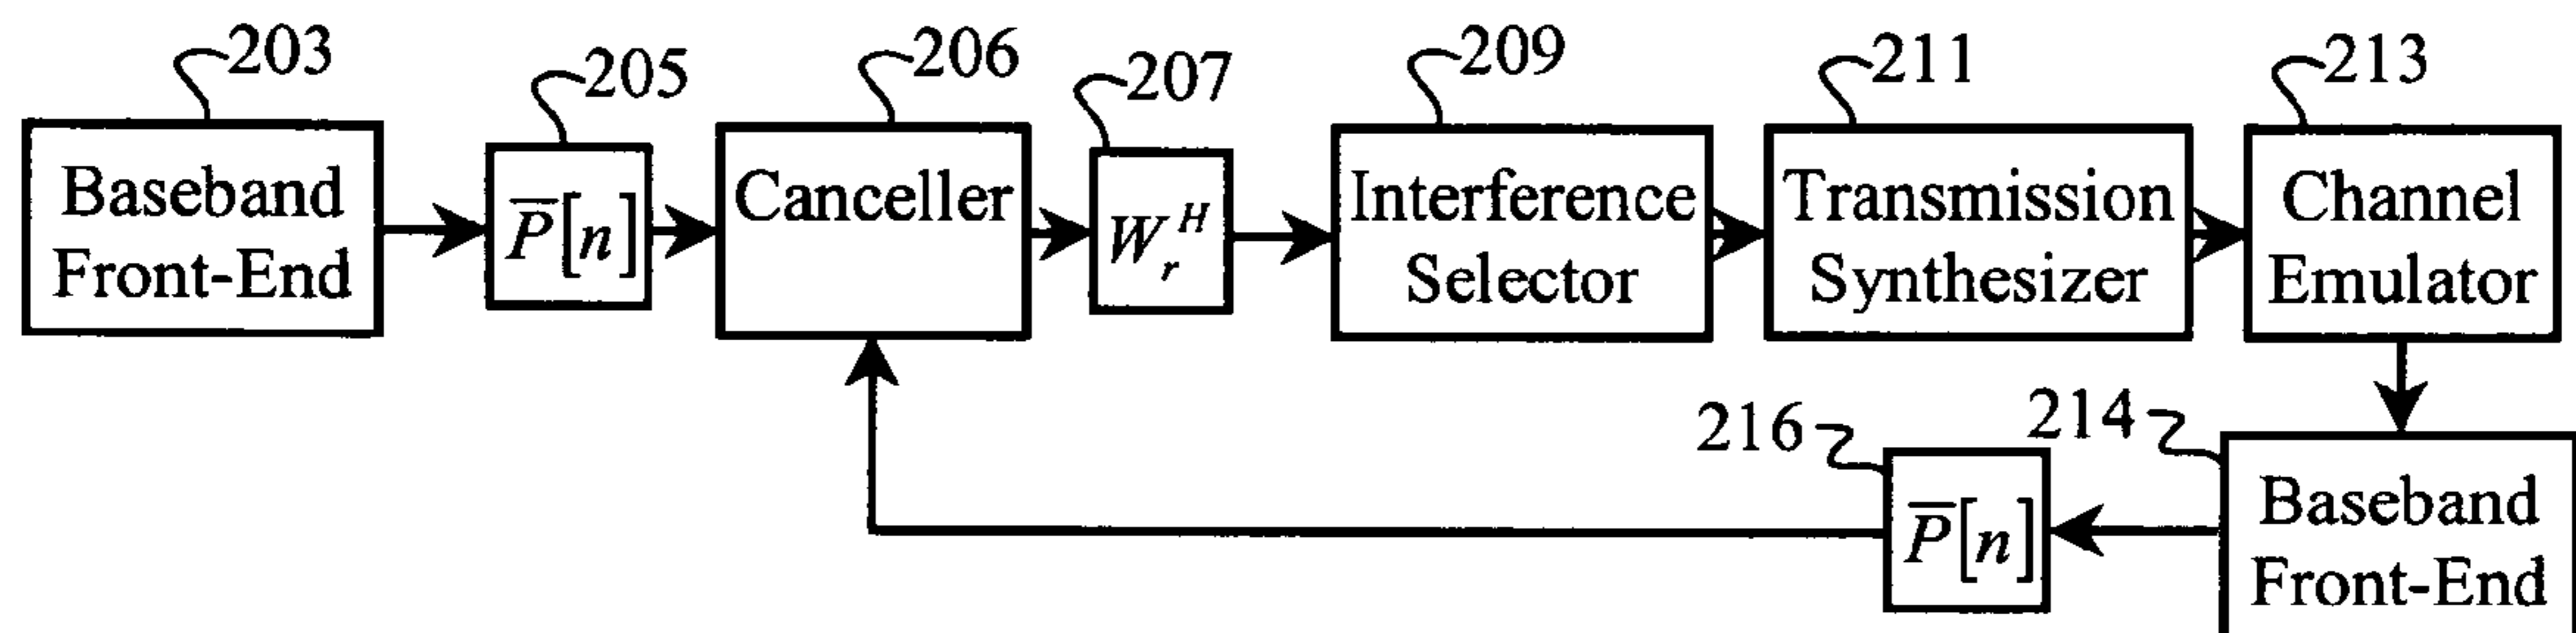 203
205
206
207
209
211
213
Baseband
Front-End
P̅[n]
Canceller
W_r^H
Interference
Selector
Transmission
Synthesizer
Channel
Emulator
216
214
P̅[n]
Baseband
Front-End